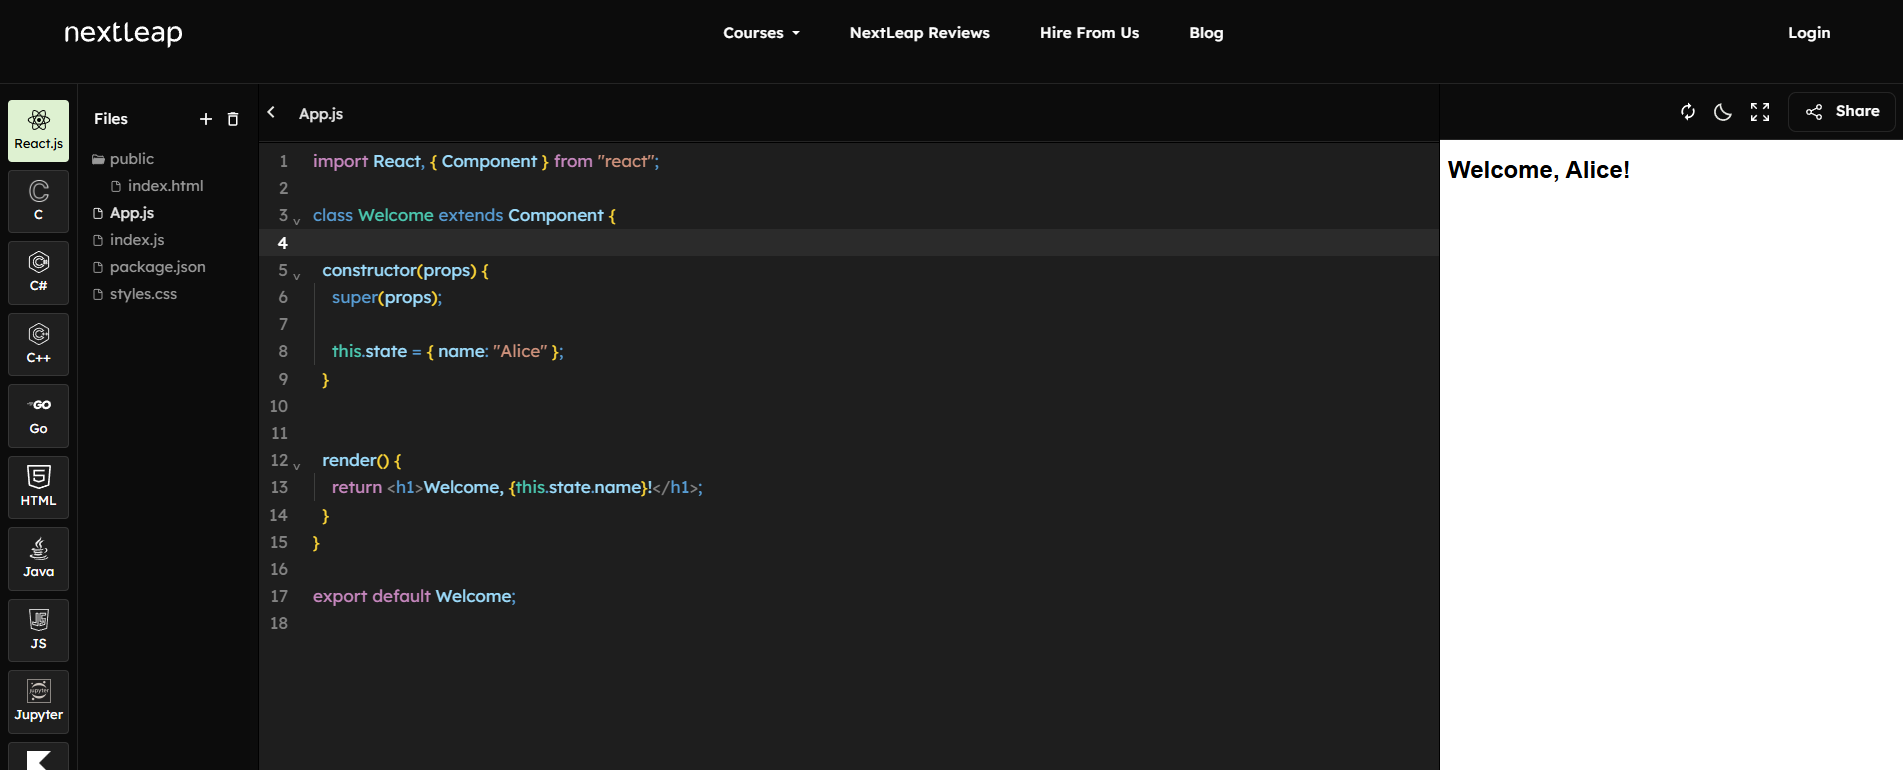 nextleap
Courses
NextLeap Reviews
Hire From Us
Blog
Login
React.js
C
C#
C++
Go
Go
HTML
Java
JS
JS
jupyter
Jupyter
Files
public
index.html
App.js
index.js
package.json
styles.css
App.js
Share
1 import React, { Component } from "react";
2
3 class Welcome extends Component {
4
5 constructor(props) {
6 super(props);
7
8 this.state = { name: "Alice" };
9 }
10
11
12 render() {
13 return <h1>Welcome, {this.state.name}!</h1>;
14 }
15 }
16
17 export default Welcome;
18
Welcome, Alice!